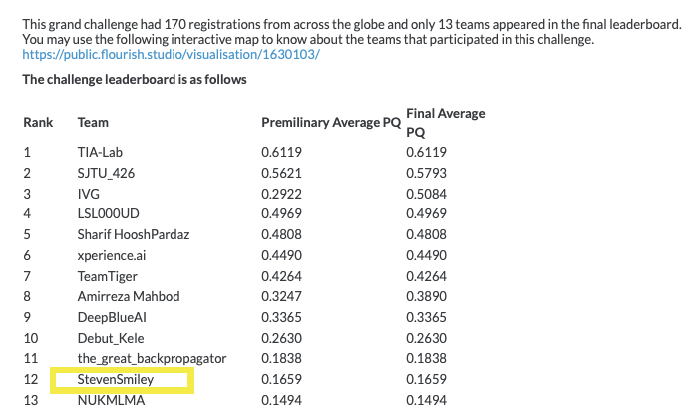 This grand challenge had 170 registrations from across the globe and only 13 teams appeared in the final leaderboard.
You may use the following interactive map to know about the teams that participated in this challenge.
https://public.flourish.studio/visualisation/1630103/
The challenge leaderboard is as follows
Rank Team Premilinary Average PQ Final Average PQ
1 TIA-Lab 0.6119 0.6119
2 SJTU_426 0.5621 0.5793
3 IVG 0.2922 0.5084
4 LSL000UD 0.4969 0.4969
5 Sharif HooshPardaz 0.4808 0.4808
6 xperience.ai 0.4490 0.4490
7 TeamTiger 0.4264 0.4264
8 Amirreza Mahbod 0.3247 0.3890
9 DeepBlueAI 0.3365 0.3365
10 Debut_Kele 0.2630 0.2630
11 the_great_backpropagator 0.1838 0.1838
12 StevenSmiley 0.1659 0.1659
13 NUKMLMA 0.1494 0.1494